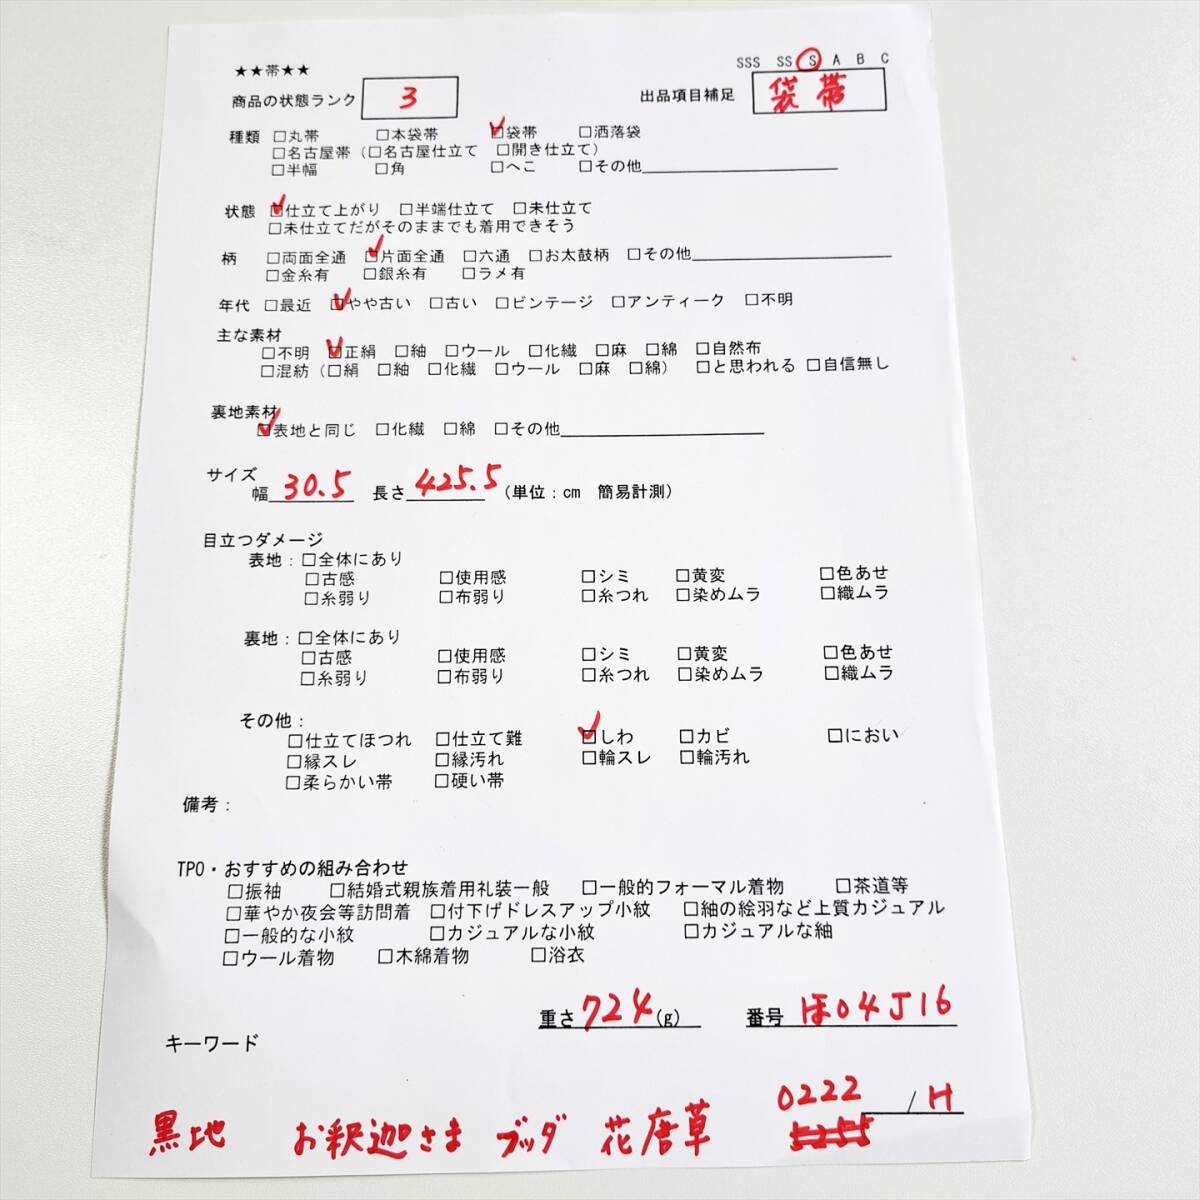 SSS SS S A B C
★★帯★★
商品の状態ランク 3 出品項目補足 袋帯
種類 □丸帯 □本袋帯 □袋帯 □洒落袋
□名古屋帯（□名古屋仕立て □開き仕立て）
□半幅 □角 □へこ □その他
状態 □仕立て上がり □半端仕立て □未仕立て
□未仕立てだがそのままでも着用できそう
柄 □両面全通 □片面全通 □六通 □お太鼓柄 □その他
□金糸有 □銀糸有 □ラメ有
年代 □最近 □やや古い □古い □ビンテージ □アンティーク □不明
主な素材
□不明 □正絹 □紬 □ウール □化繊 □麻 □綿 □自然布
□混紡（□絹 □紬 □化繊 □ウール □麻 □綿） □と思われる □自信無し
裏地素材
□表地と同じ □化繊 □綿 □その他
サイズ
幅 30.5 長さ 425.5 （単位：cm 簡易計測）
目立つダメージ
表地：□全体にあり
□古感 □使用感 □シミ □黄変 □色あせ
□糸弱り □布弱り □糸つれ □染めムラ □織ムラ
裏地：□全体にあり
□古感 □使用感 □シミ □黄変 □色あせ
□糸弱り □布弱り □糸つれ □染めムラ □織ムラ
その他：
□仕立てほつれ □仕立て難 □しわ □カビ □におい
□縁スレ □縁汚れ □輪スレ □輪汚れ
□柔らかい帯 □硬い帯
備考：
TPO・おすすめの組み合わせ
□振袖 □結婚式親族着用礼装一般 □一般的フォーマル着物 □茶道等
□華やか夜会等訪問着 □付下げドレスアップ小紋 □紬の絵羽など上質カジュアル
□一般的な小紋 □カジュアルな小紋 □カジュアルな紬
□ウール着物 □木綿着物 □浴衣
重さ 724 (g) 番号 ほ04J16
キーワード
0222 / H
黒地 お釈迦さま ブッダ 花唐草